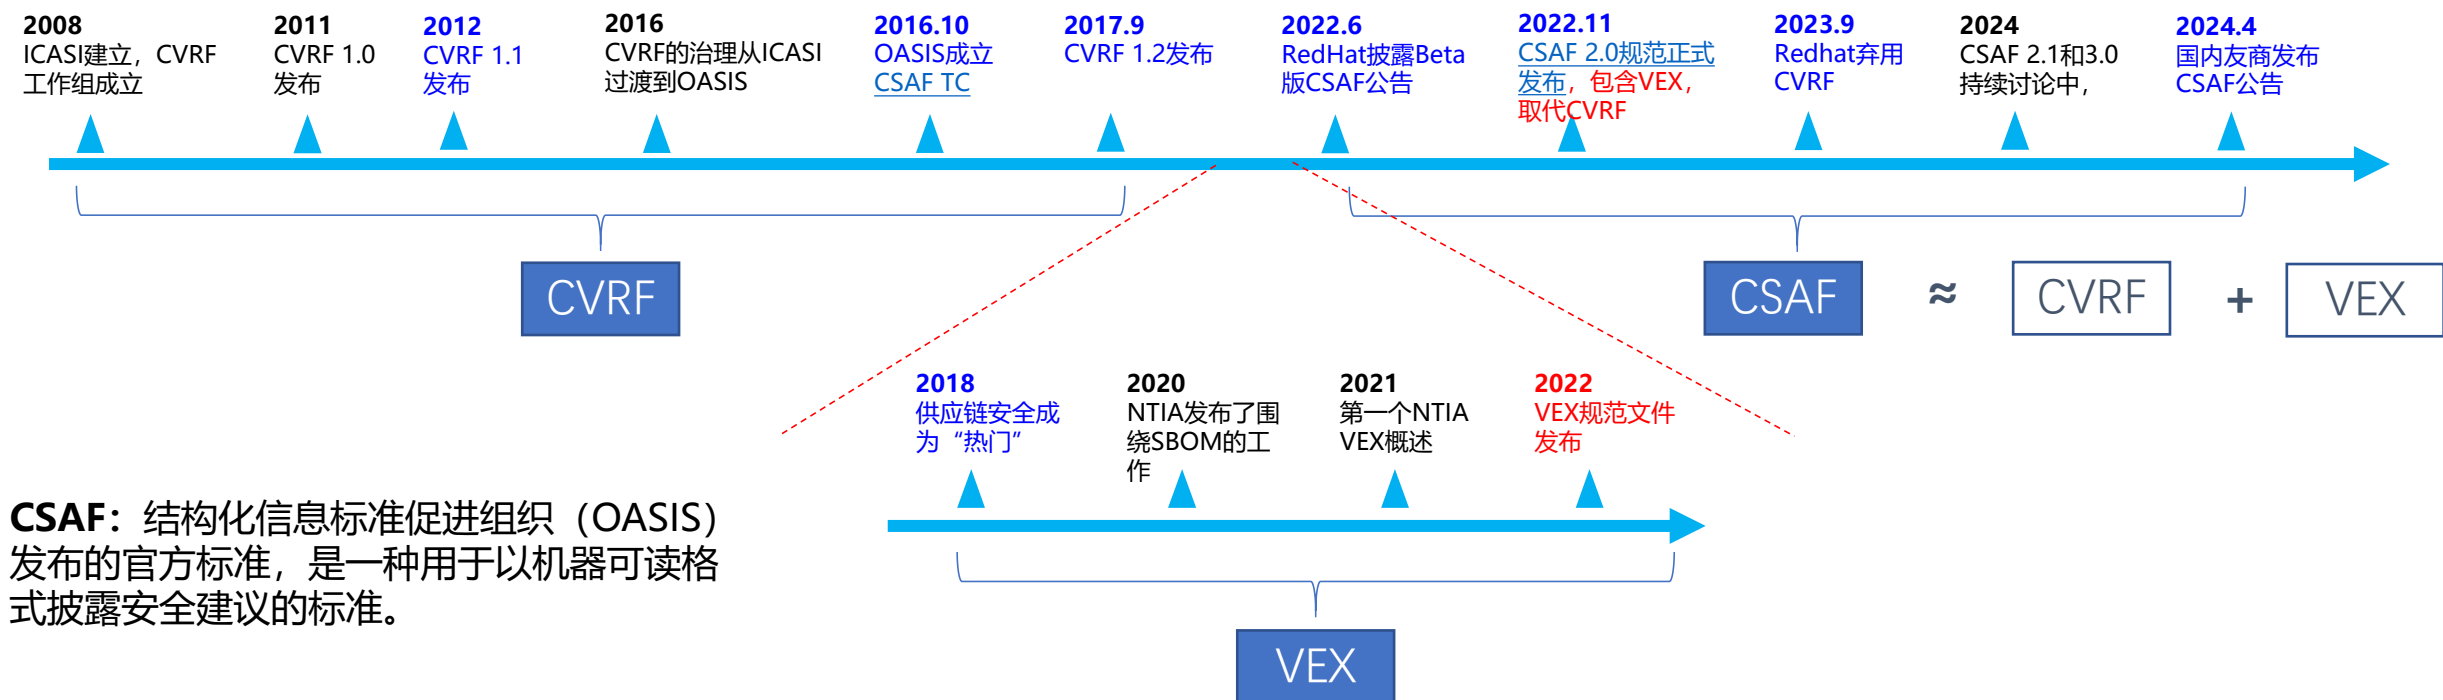 2008
ICASI建立，CVRF
工作组成立
2011
CVRF 1.0
发布
2012
CVRF 1.1
发布
2016
CVRF的治理从ICASI
过渡到OASIS
2016.10
OASIS成立
CSAF TC
2017.9
CVRF 1.2发布
2022.6
RedHat披露Beta
版CSAF公告
2022.11
CSAF 2.0规范正式
发布，包含VEX，
取代CVRF
2023.9
Redhat弃用
CVRF
2024
CSAF 2.1和3.0
持续讨论中，
2024.4
国内友商发布
CSAF公告
CVRF
CSAF ≈ CVRF + VEX
2018
供应链安全成
为“热门”
2020
NTIA发布了围
绕SBOM的工
作
2021
第一个NTIA
VEX概述
2022
VEX规范文件
发布
CSAF：结构化信息标准促进组织（OASIS）
发布的官方标准，是一种用于以机器可读格
式披露安全建议的标准。
VEX